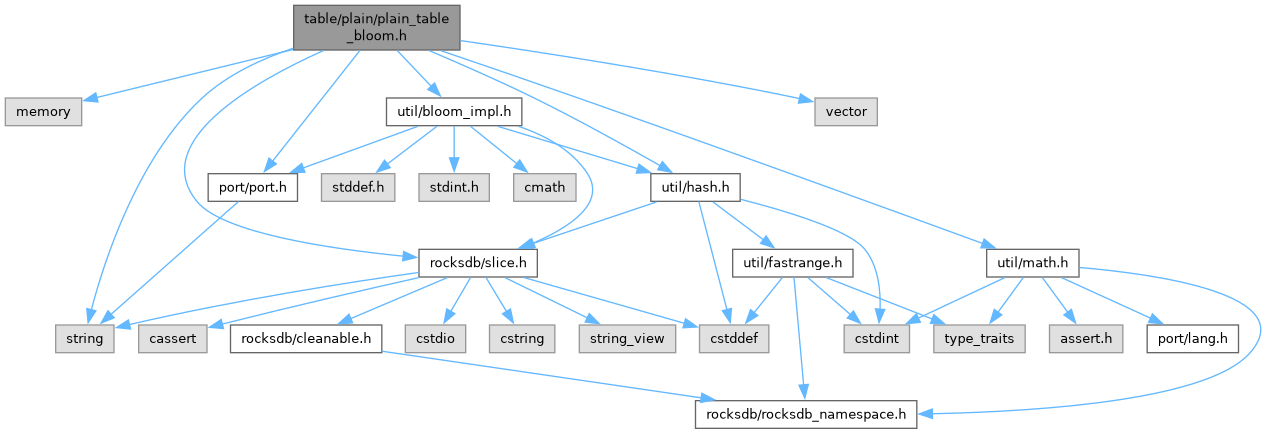 table/plain/plain_table
_bloom.h
memory
util/bloom_impl.h
vector
port/port.h
stddef.h
stdint.h
cmath
util/hash.h
rocksdb/slice.h
util/fastrange.h
util/math.h
string
cassert
rocksdb/cleanable.h
cstdio
cstring
string_view
cstddef
cstdint
type_traits
assert.h
port/lang.h
rocksdb/rocksdb_namespace.h